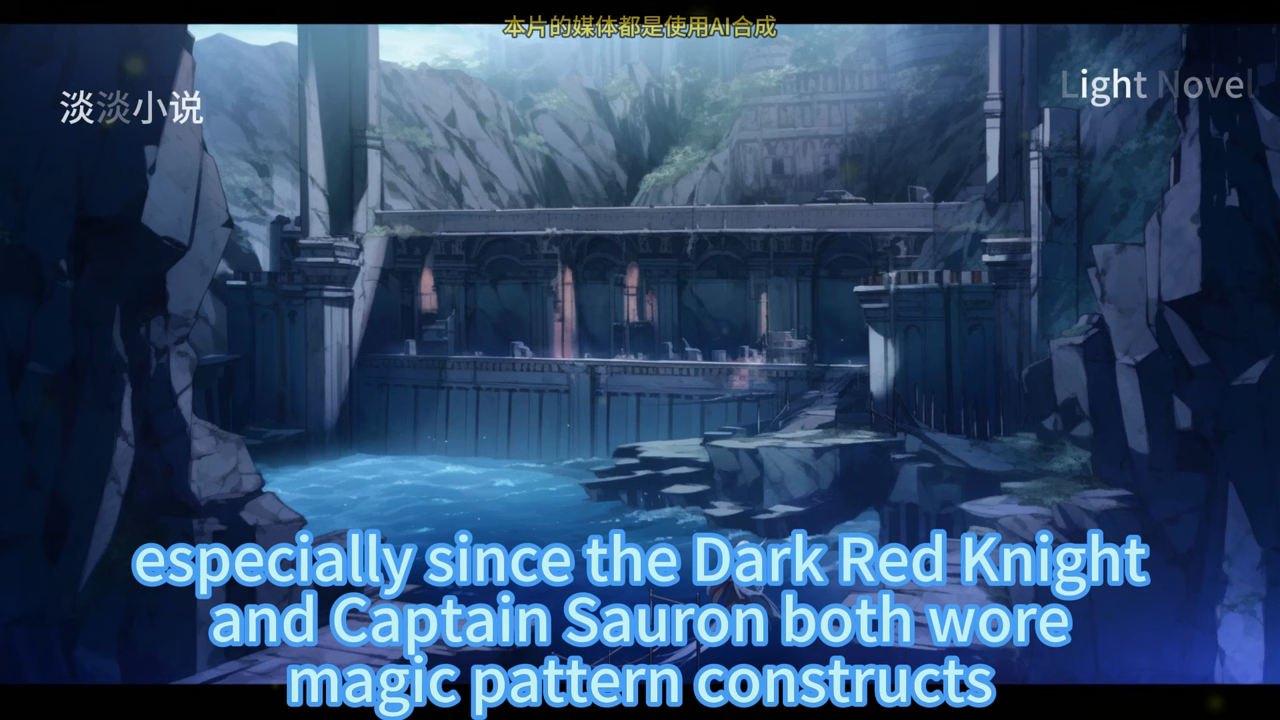 本片的媒体都是使用AI合成
淡淡小说
Light Novel
especially since the Dark Red Knight
and Captain Sauron both wore
magic pattern constructs